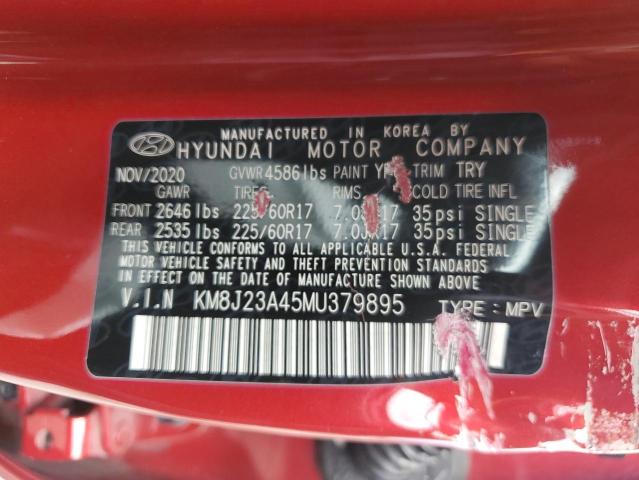 MANUFACTURED IN KOREA BY
HYUNDAI MOTOR COMPANY
NOV/2020 GVWR 4586lbs PAINT TRIM TRY
GAWR TIRES RIMS COLD TIRE INFL
FRONT 2646 lbs 225/60R17 35psi SINGLE
REAR 2535 lbs 225/60R17 35psi SINGLE
THIS VEHICLE CONFORMS TO ALL APPLICABLE U.S.A. FEDERAL
MOTOR VEHICLE SAFETY AND THEFT PREVENTION STANDARDS
IN EFFECT ON THE DATE OF MANUFACTURE SHOWN ABOVE.
V.I.N KM8J23A45MU379895 TYPE: MPV